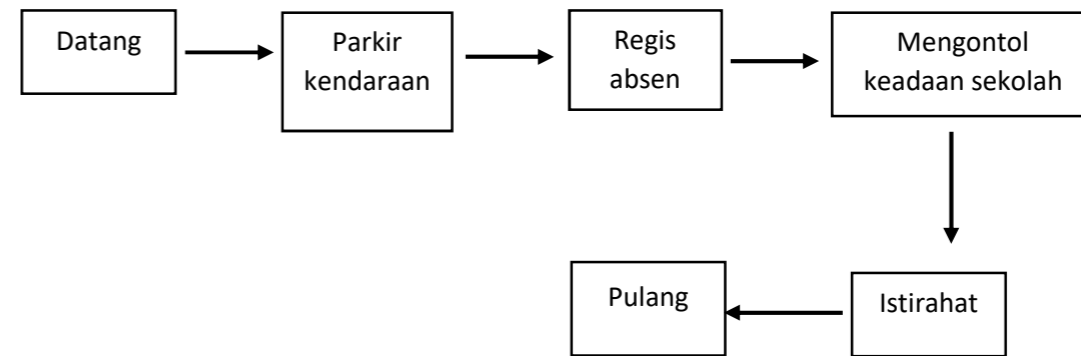 Datang
Parkir
kendaraan
Regis
absen
Mengontol
keadaan sekolah
Istirahat
Pulang